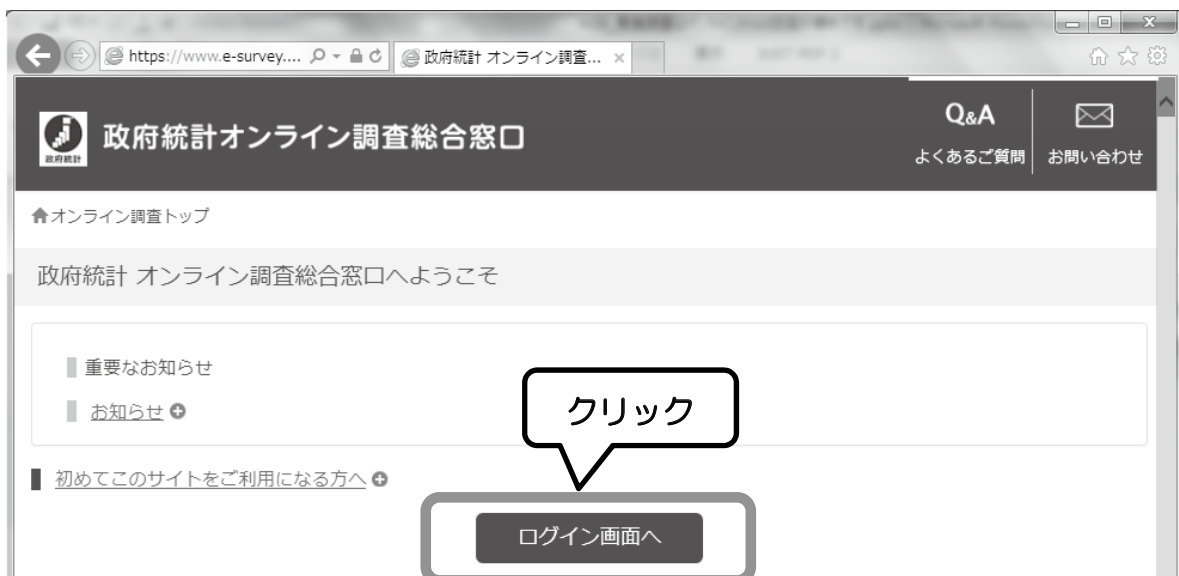 https://www.e-survey....
政府統計 オンライン調査...
政府統計
政府統計オンライン調査総合窓口
Q&A
よくあるご質問
お問い合わせ
オンライン調査トップ
政府統計 オンライン調査総合窓口へようこそ
重要なお知らせ
お知らせ
クリック
初めてこのサイトをご利用になる方へ
ログイン画面へ